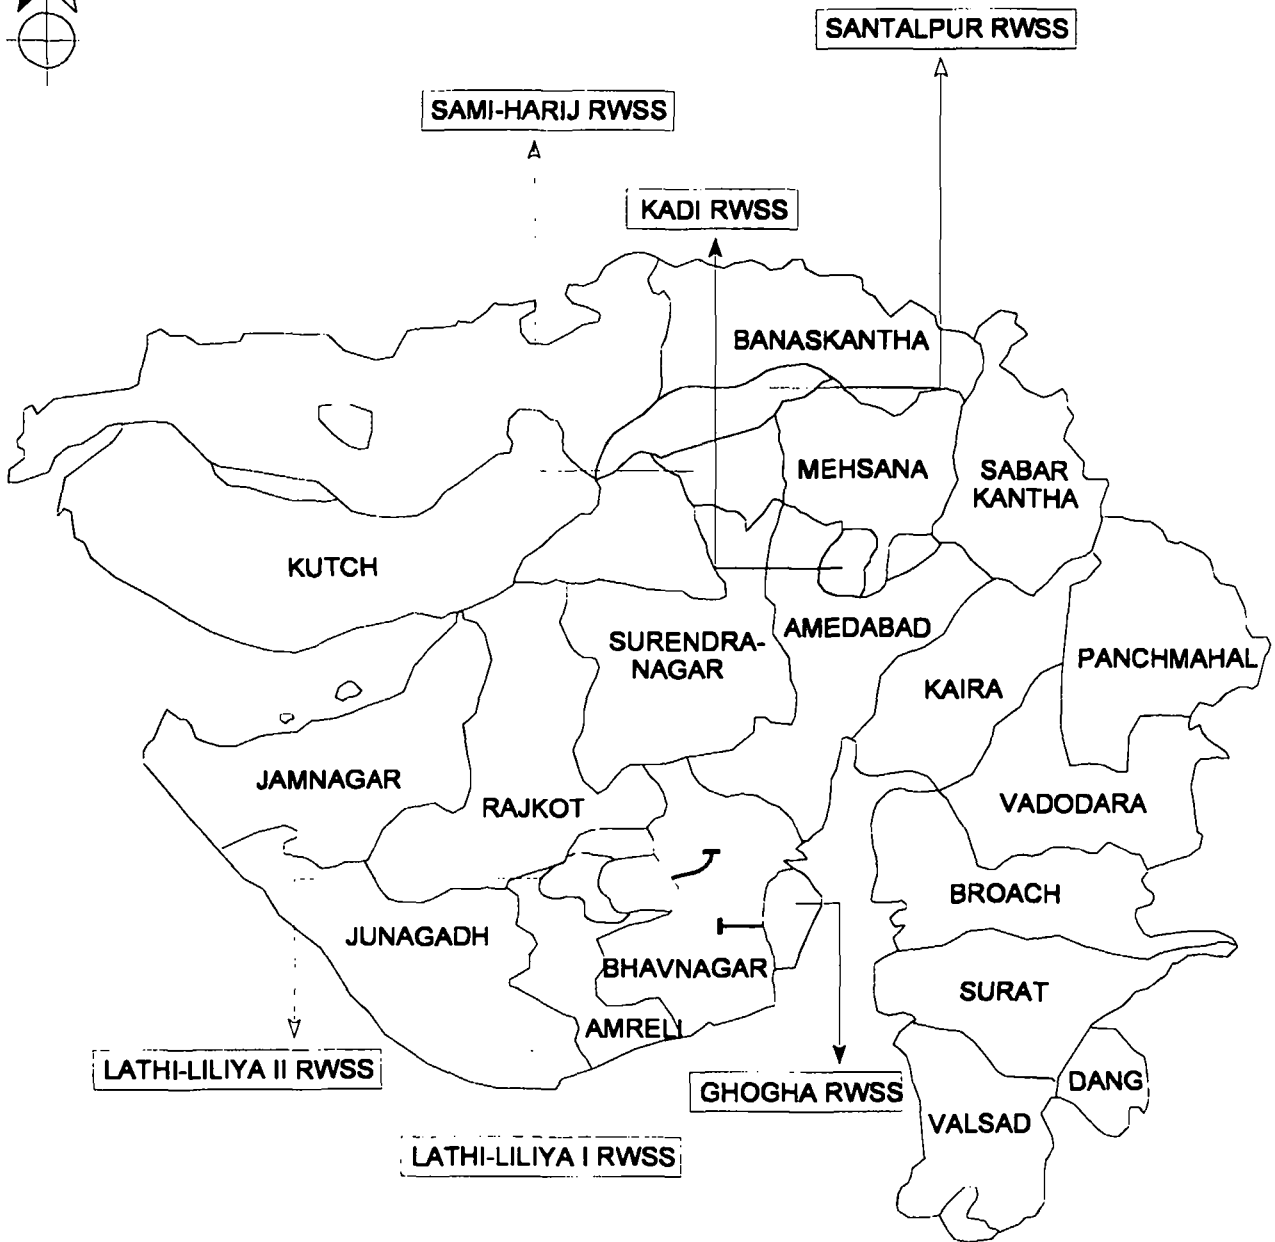 SANTALPUR RWSS
SAMI-HARIJ RWSS
KADI RWSS
BANASKANTHA
MEHSANA
SABAR
KANTHA
KUTCH
AMEDABAD
SURENDRA-
NAGAR
PANCHMAHAL
KAIRA
JAMNAGAR
RAJKOT
VADODARA
BROACH
JUNAGADH
BHAVNAGAR
SURAT
AMRELI
LATHI-LILIYA II RWSS
DANG
GHOGHA RWSS
VALSAD
LATHI-LILIYA I RWSS